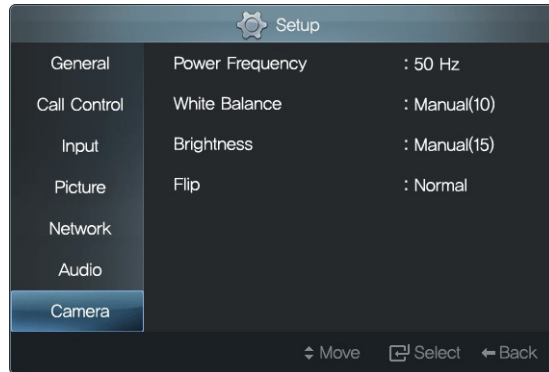 Setup
General
Call Control
Input
Picture
Network
Audio
Camera
Power Frequency : 50 Hz
White Balance : Manual(10)
Brightness : Manual(15)
Flip : Normal
Move Select Back